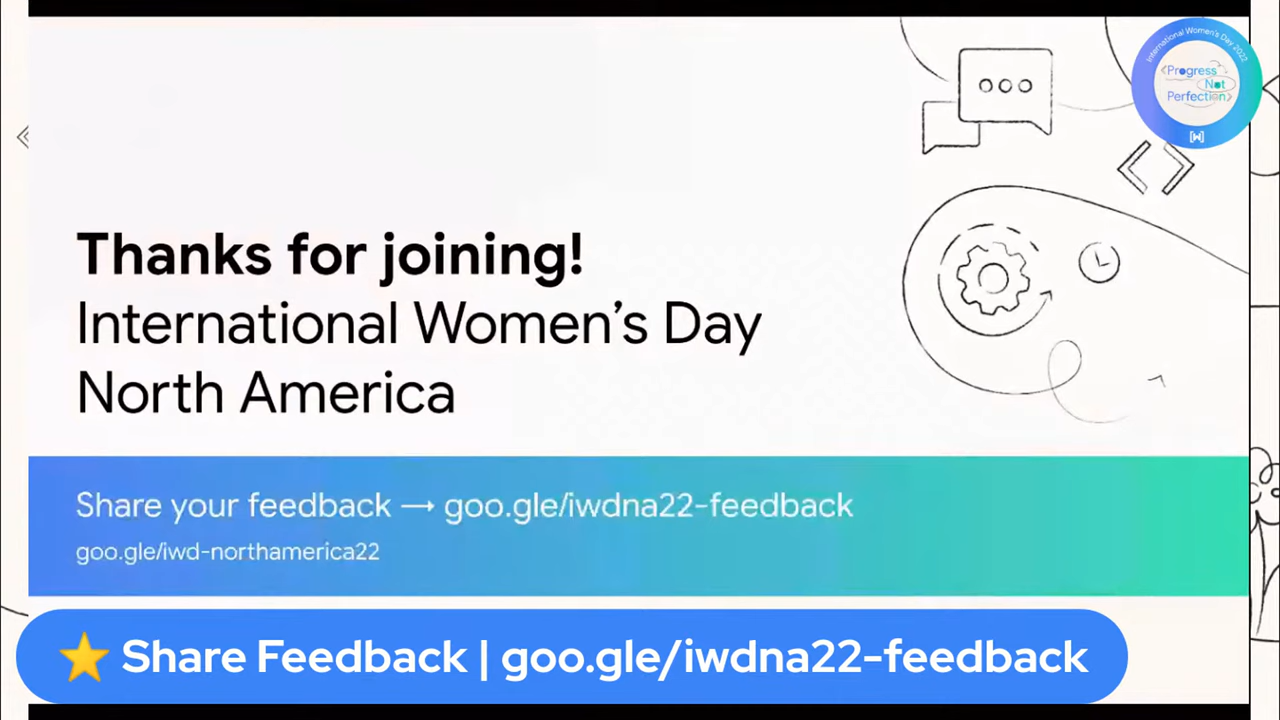 International Women's Day 2022
<Progress
Not
Perfection>
[W]
Thanks for joining!
International Women’s Day
North America
Share your feedback → goo.gle/iwdna22-feedback
goo.gle/iwd-northamerica22
⭐ Share Feedback | goo.gle/iwdna22-feedback